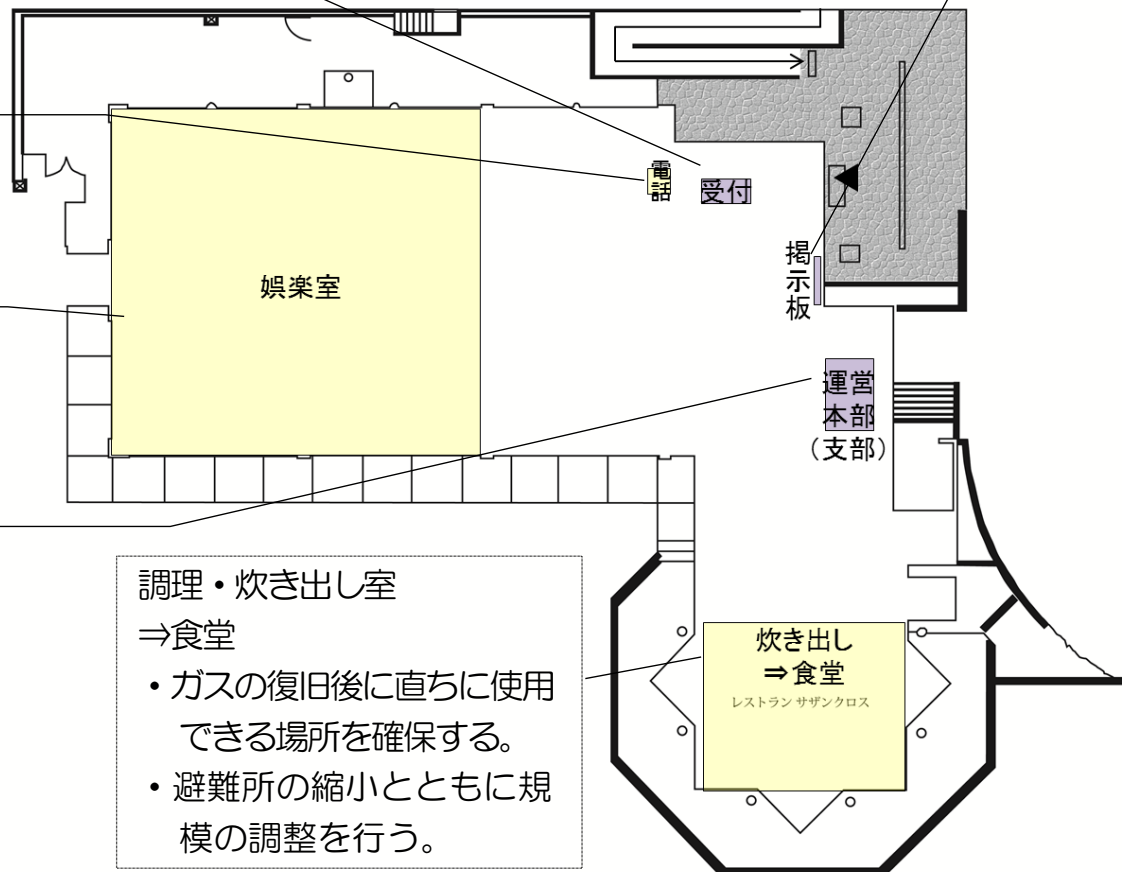 電話
受付
掲示板
娯楽室
運営
本部
（支部）
調理・炊き出し室
⇒食堂
・ガスの復旧後に直ちに使用
できる場所を確保する。
・避難所の縮小とともに規
模の調整を行う。
炊き出し
⇒食堂
レストラン サザンクロス